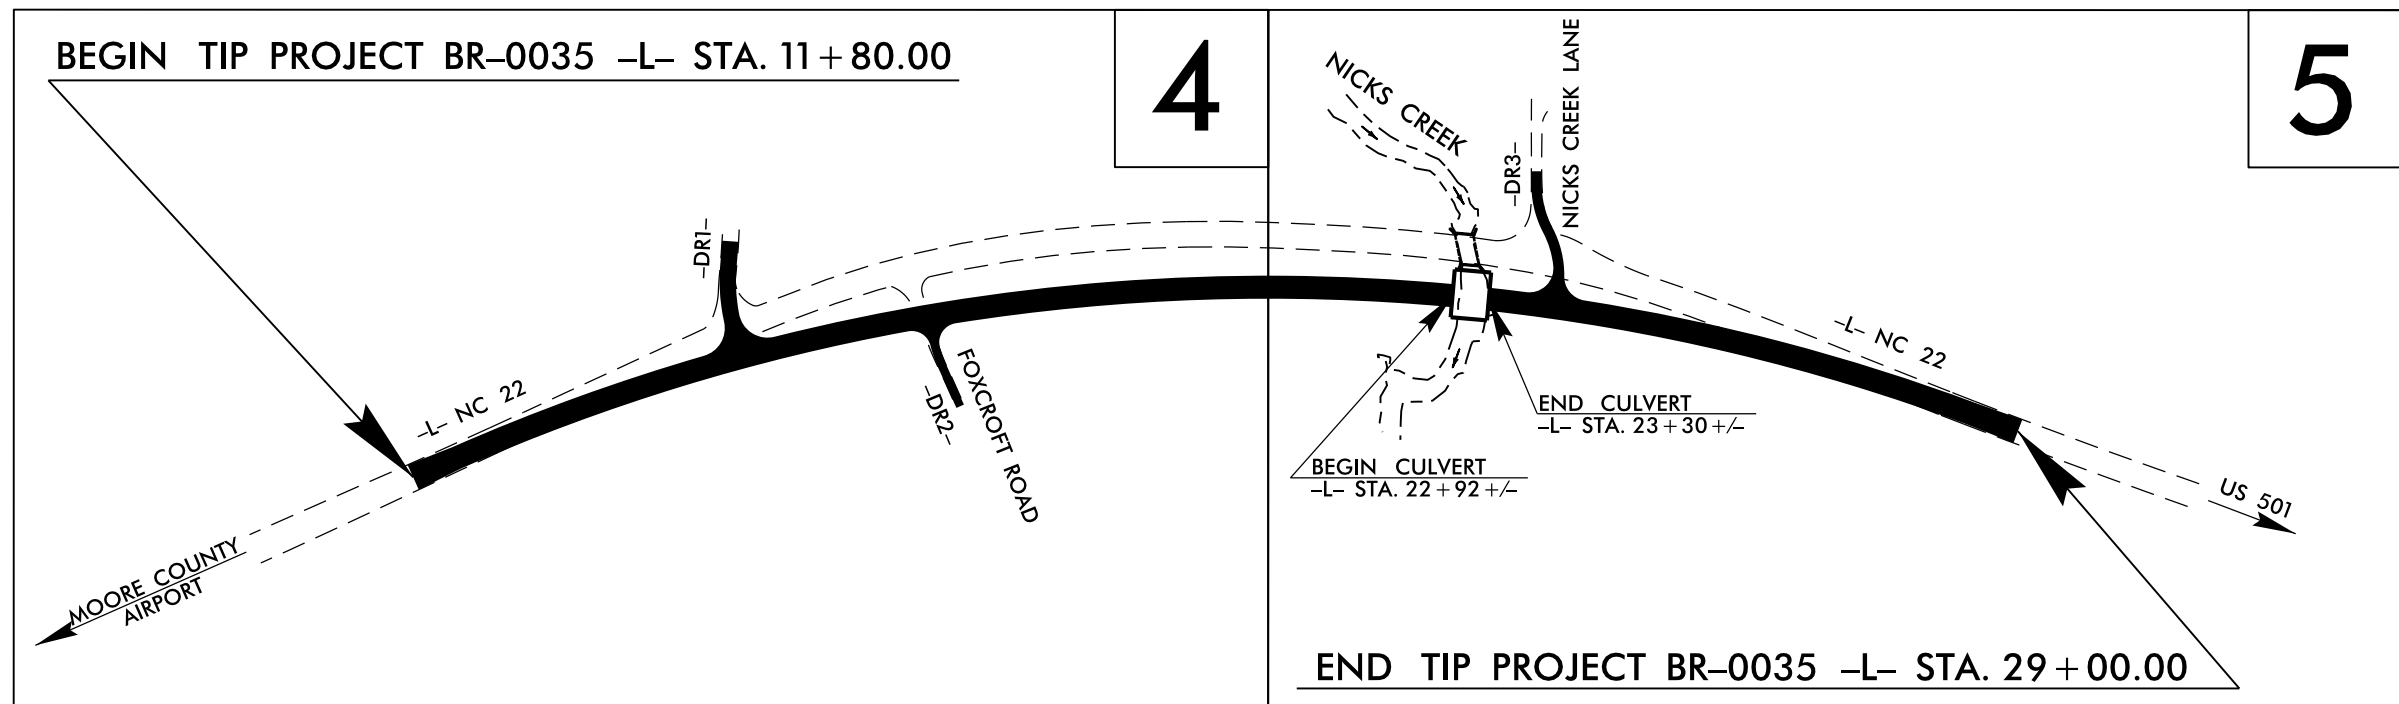 BEGIN TIP PROJECT BR–0035 –L– STA. 11+80.00
4
5
NICKS CREEK
–DR3–
NICKS CREEK LANE
–DR1–
–L– NC 22
–DR2–
FOXCROFT ROAD
–L– NC 22
END CULVERT
–L– STA. 23+30 +/–
BEGIN CULVERT
–L– STA. 22+92 +/–
US 501
MOORE COUNTY
AIRPORT
END TIP PROJECT BR–0035 –L– STA. 29+00.00